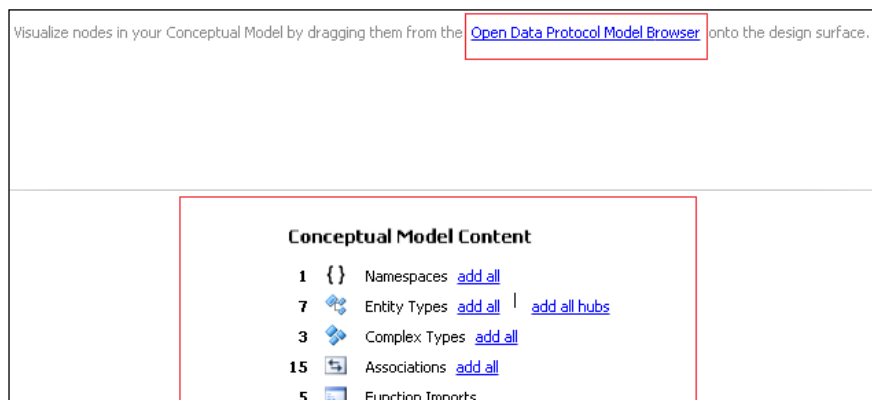 Visualize nodes in your Conceptual Model by dragging them from the Open Data Protocol Model Browser onto the design surface.
Conceptual Model Content
1 {} Namespaces add all
7 Entity Types add all | add all hubs
3 Complex Types add all
15 Associations add all
5 Function Imports